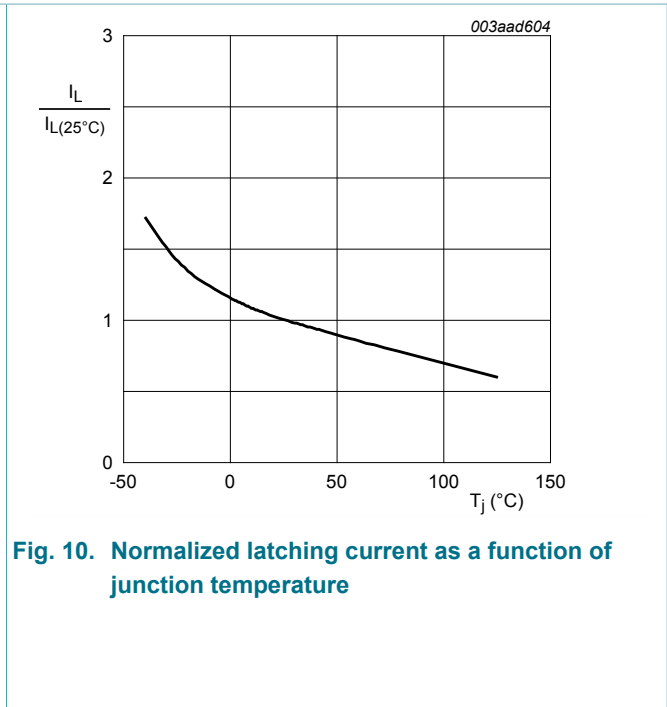 003aad604
3
I_L
I_L(25°C)
2
1
0
-50 0 50 100 150
T_j (°C)
Fig. 10. Normalized latching current as a function of
junction temperature